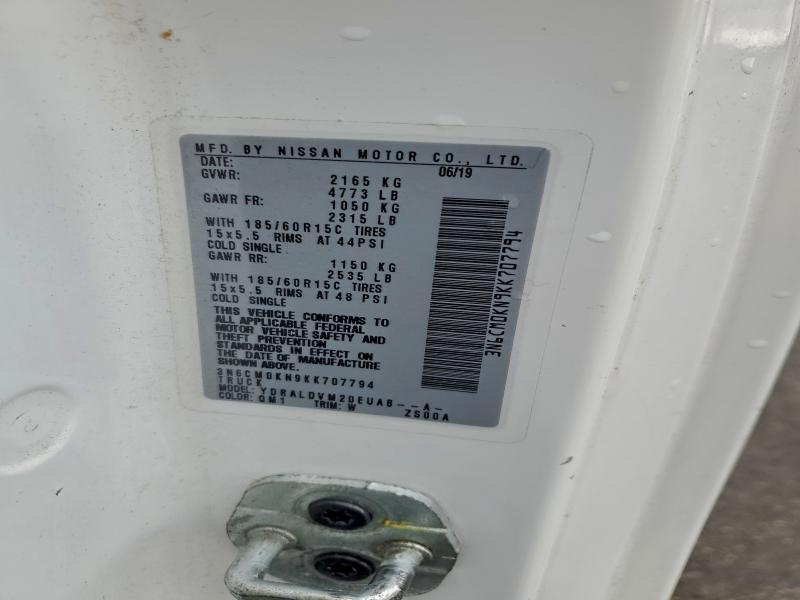 MFD. BY NISSAN MOTOR CO., LTD.
DATE: 06/19
GVWR: 2165 KG
4773 LB
GAWR FR: 1050 KG
2315 LB
WITH 185/60R15C TIRES
15x5.5 RIMS AT 44PSI
COLD SINGLE
GAWR RR: 1150 KG
2535 LB
WITH 185/60R15C TIRES
15x5.5 RIMS AT 48 PSI
COLD SINGLE
THIS VEHICLE CONFORMS TO
ALL APPLICABLE FEDERAL
MOTOR VEHICLE SAFETY AND
THEFT PREVENTION
STANDARDS IN EFFECT ON
THE DATE OF MANUFACTURE
SHOWN ABOVE.
3N6CM0KN9KK707794
TRUCK
MODEL: YDRALDVM20EUAB--A-
COLOR: QM1 TRIM: W ZS00A
3N6CM0KN9KK707794